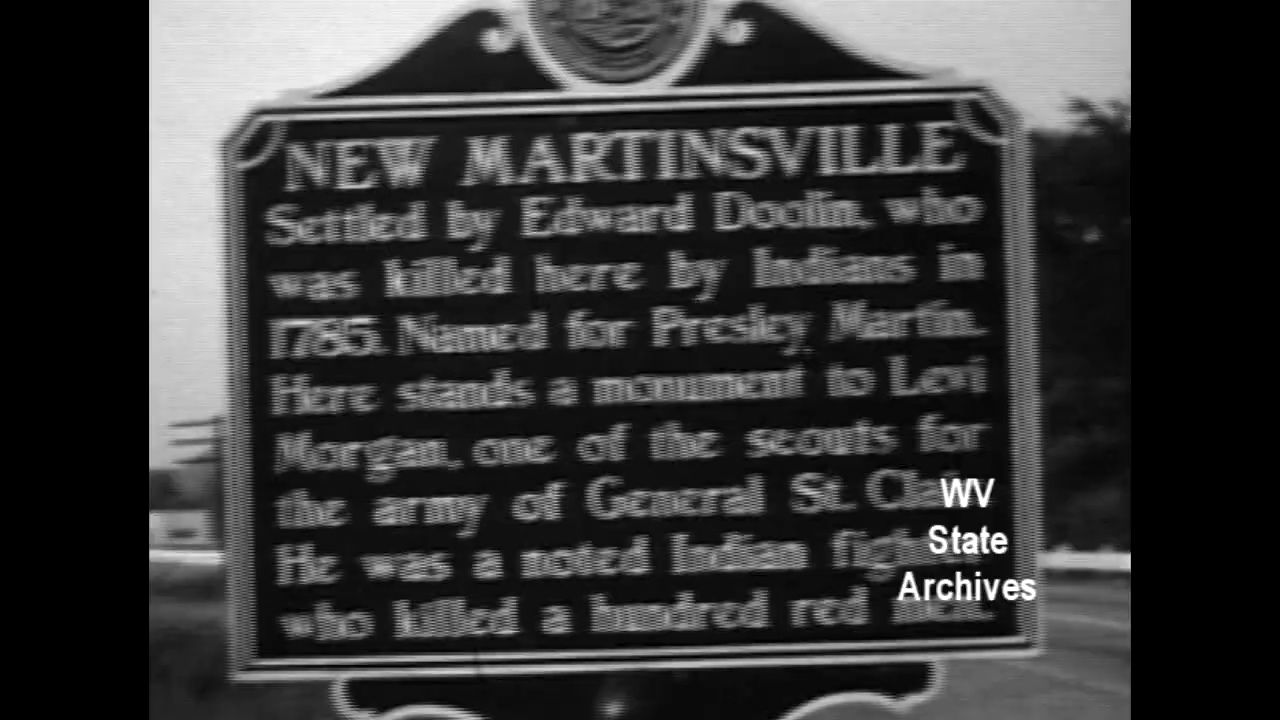 NEW MARTINSVILLE
Settled by Edward Doolin, who
was killed here by Indians in
1785. Named for Presley Martin.
Here stands a monument to Levi
Morgan, one of the scouts for
the army of General St.
He was a noted Indian
who killed a hundred red men.
WV
State
Archives